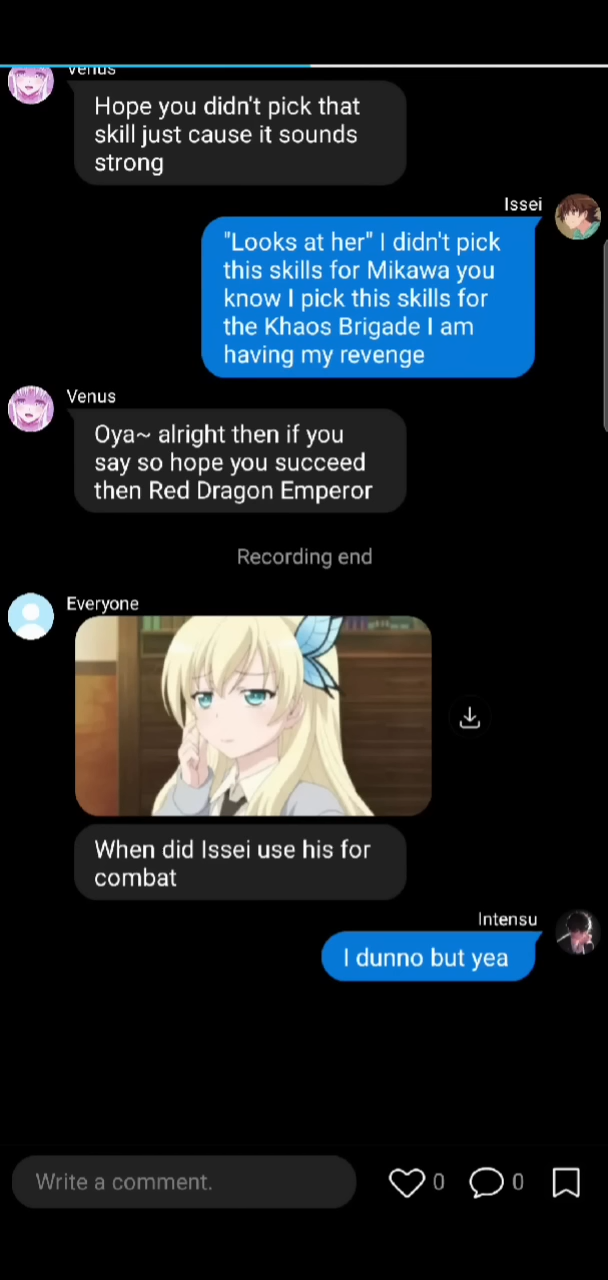 Venus
Hope you didn't pick that
skill just cause it sounds
strong
Issei
"Looks at her" I didn't pick
this skills for Mikawa you
know I pick this skills for
the Khaos Brigade I am
having my revenge
Venus
Oya~ alright then if you
say so hope you succeed
then Red Dragon Emperor
Recording end
Everyone
When did Issei use his for
combat
Intensu
I dunno but yea
Write a comment.
0
0